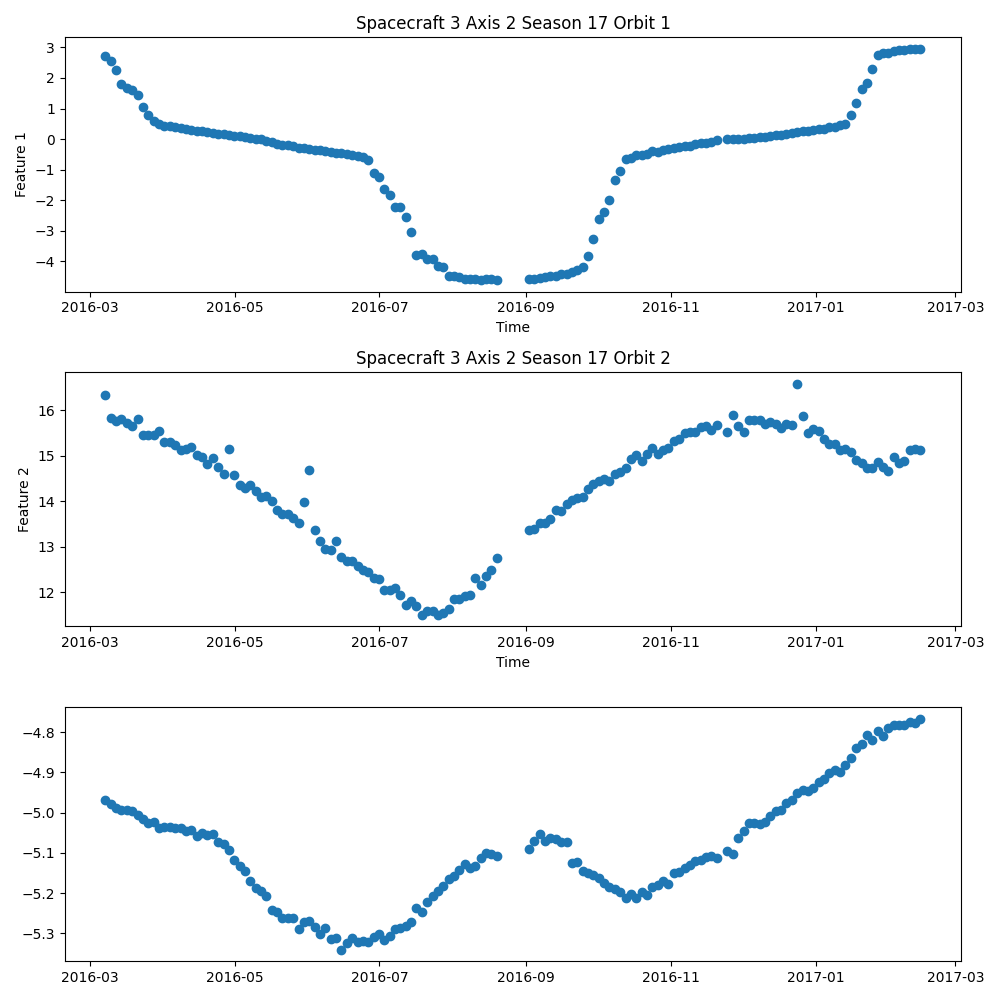 Spacecraft 3 Axis 2 Season 17 Orbit 1
3
2
1
0
−1
−2
−3
−4
Feature 1
2016-03 2016-05 2016-07 2016-09 2016-11 2017-01 2017-03
Time
Spacecraft 3 Axis 2 Season 17 Orbit 2
16
15
14
13
12
Feature 2
2016-03 2016-05 2016-07 2016-09 2016-11 2017-01 2017-03
Time
−4.8
−4.9
−5.0
−5.1
−5.2
−5.3
2016-03 2016-05 2016-07 2016-09 2016-11 2017-01 2017-03